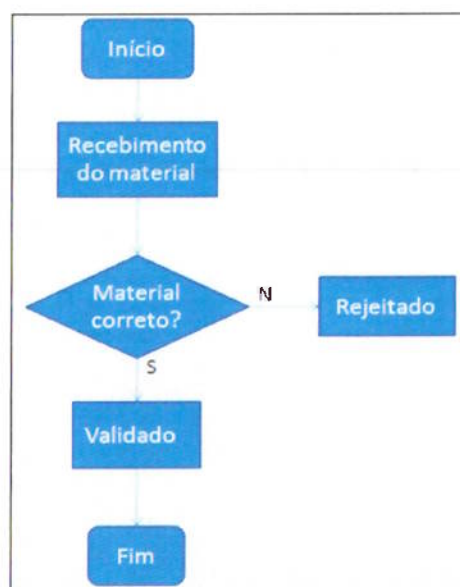 Início
Recebimento
do material
Material
correto?
N
Rejeitado
S
Validado
Fim